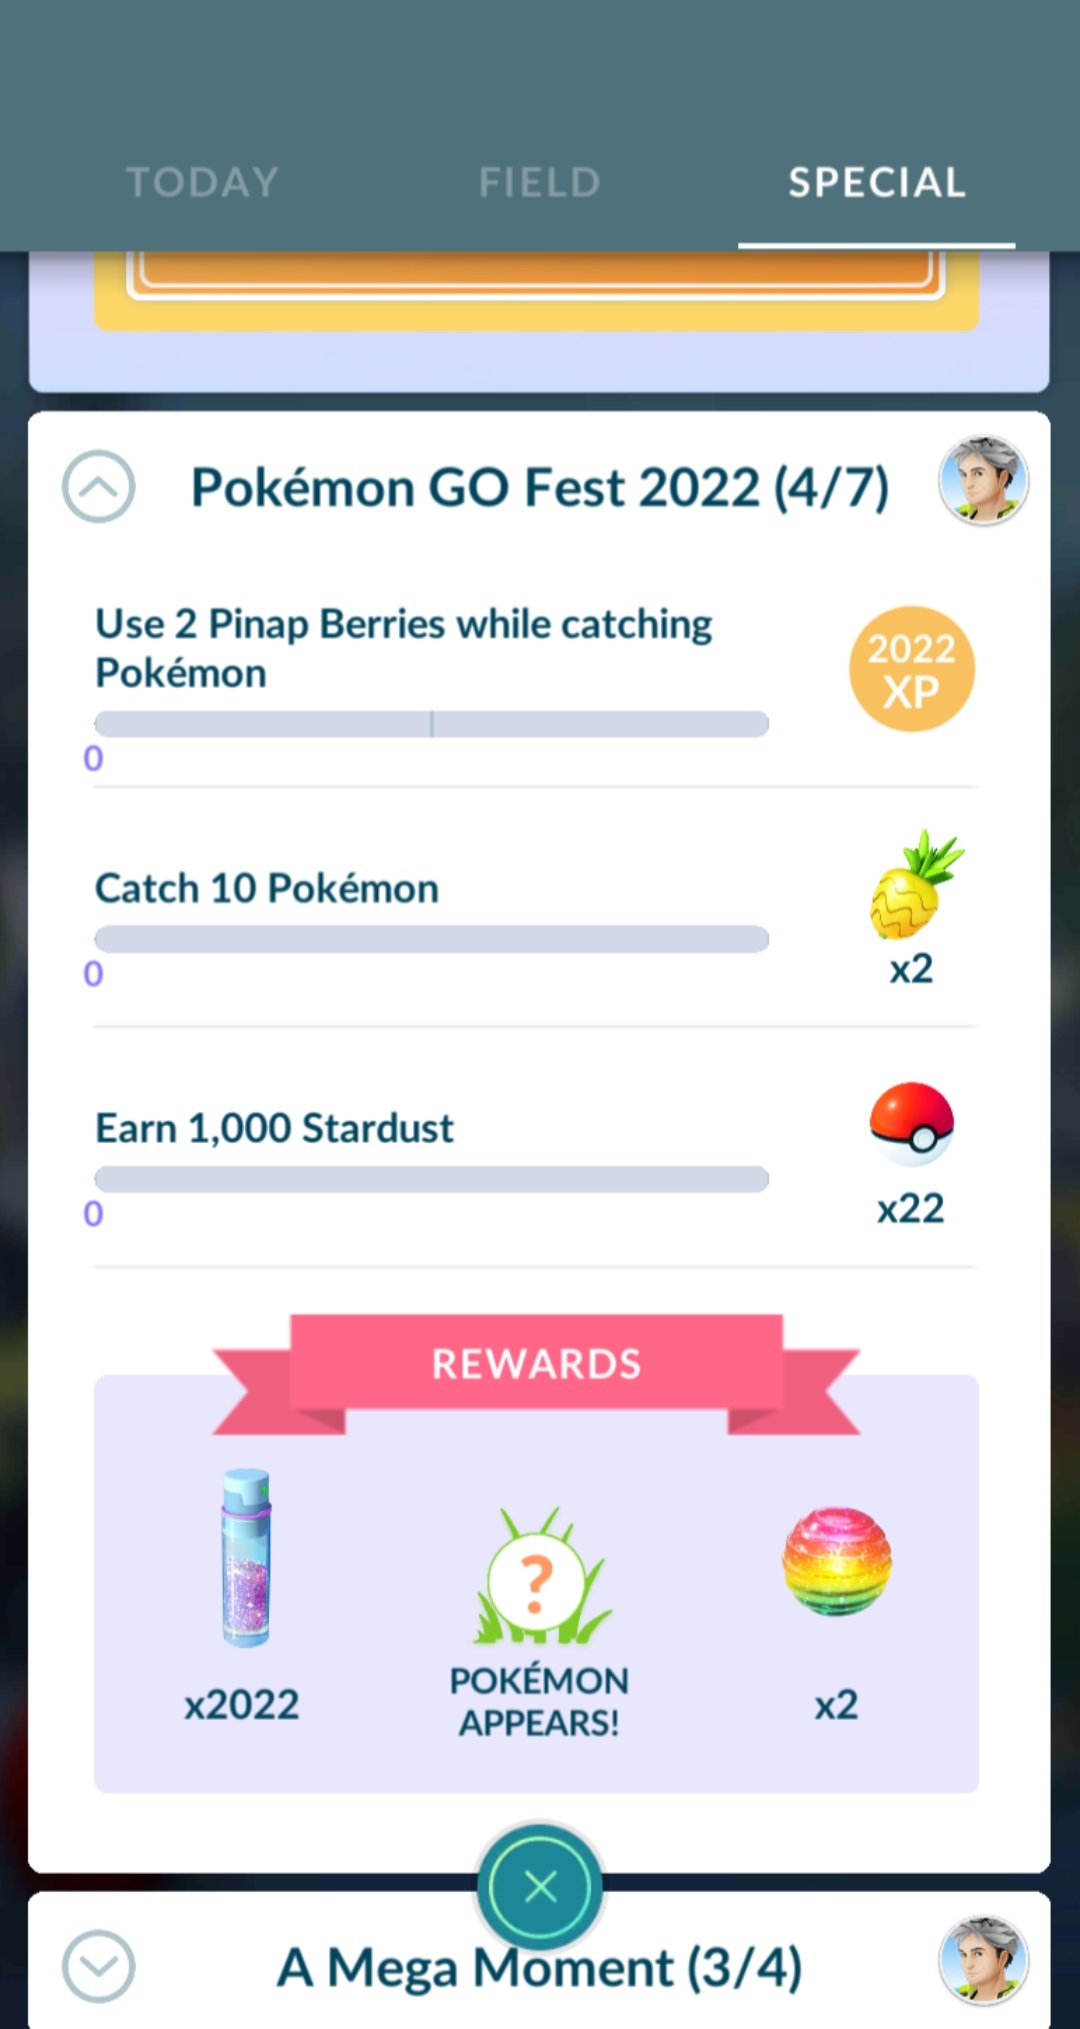 TODAY
FIELD
SPECIAL
Pokémon GO Fest 2022 (4/7)
Use 2 Pinap Berries while catching
Pokémon
2022
XP
0
Catch 10 Pokémon
0
x2
Earn 1,000 Stardust
0
x22
REWARDS
?
x2022
POKÉMON
APPEARS!
x2
A Mega Moment (3/4)